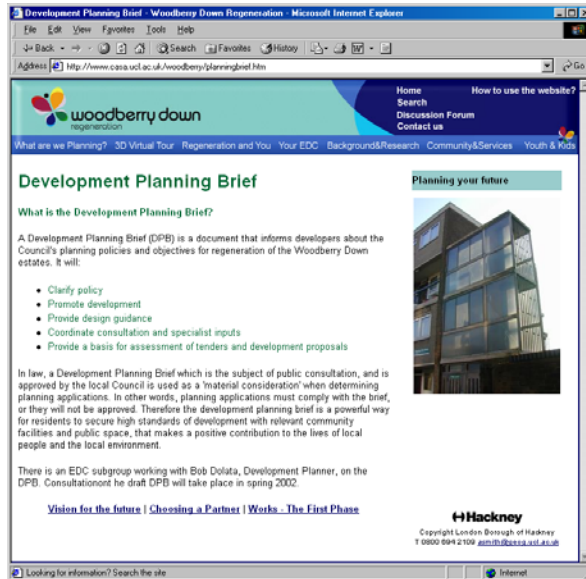 Development Planning Brief - Woodberry Down Regeneration - Microsoft Internet Explorer
File Edit View Favorites Tools Help
Back Search Favorites History
Address http://www.casa.ucl.ac.uk/woodberry/planningbrief.htm Go
Home How to use the website?
Search
Discussion Forum
Contact us
woodberry down
regeneration
What are we Planning? 3D Virtual Tour Regeneration and You Your EDC Background&Research Community&Services Youth & Kids
Development Planning Brief
What is the Development Planning Brief?
A Development Planning Brief (DPB) is a document that informs developers about the
Council's planning policies and objectives for regeneration of the Woodberry Down
estates. It will:
• Clarify policy
• Promote development
• Provide design guidance
• Coordinate consultation and specialist inputs
• Provide a basis for assessment of tenders and development proposals
In law, a Development Planning Brief which is the subject of public consultation, and is
approved by the local Council is used as a 'material consideration' when determining
planning applications. In other words, planning applications must comply with the brief,
or they will not be approved. Therefore the development planning brief is a powerful way
for residents to secure high standards of development with relevant community
facilities and public space, that makes a positive contribution to the lives of local
people and the local environment.
There is an EDC subgroup working with Bob Dolata, Development Planner, on the
DPB. Consultationont he draft DPB will take place in spring 2002.
Vision for the future | Choosing a Partner | Works - The First Phase
Planning your future
Hackney
Copyright London Borough of Hackney
T 0800 694 2109 asmith@geog.ucl.ac.uk
Looking for information? Search the site
Internet